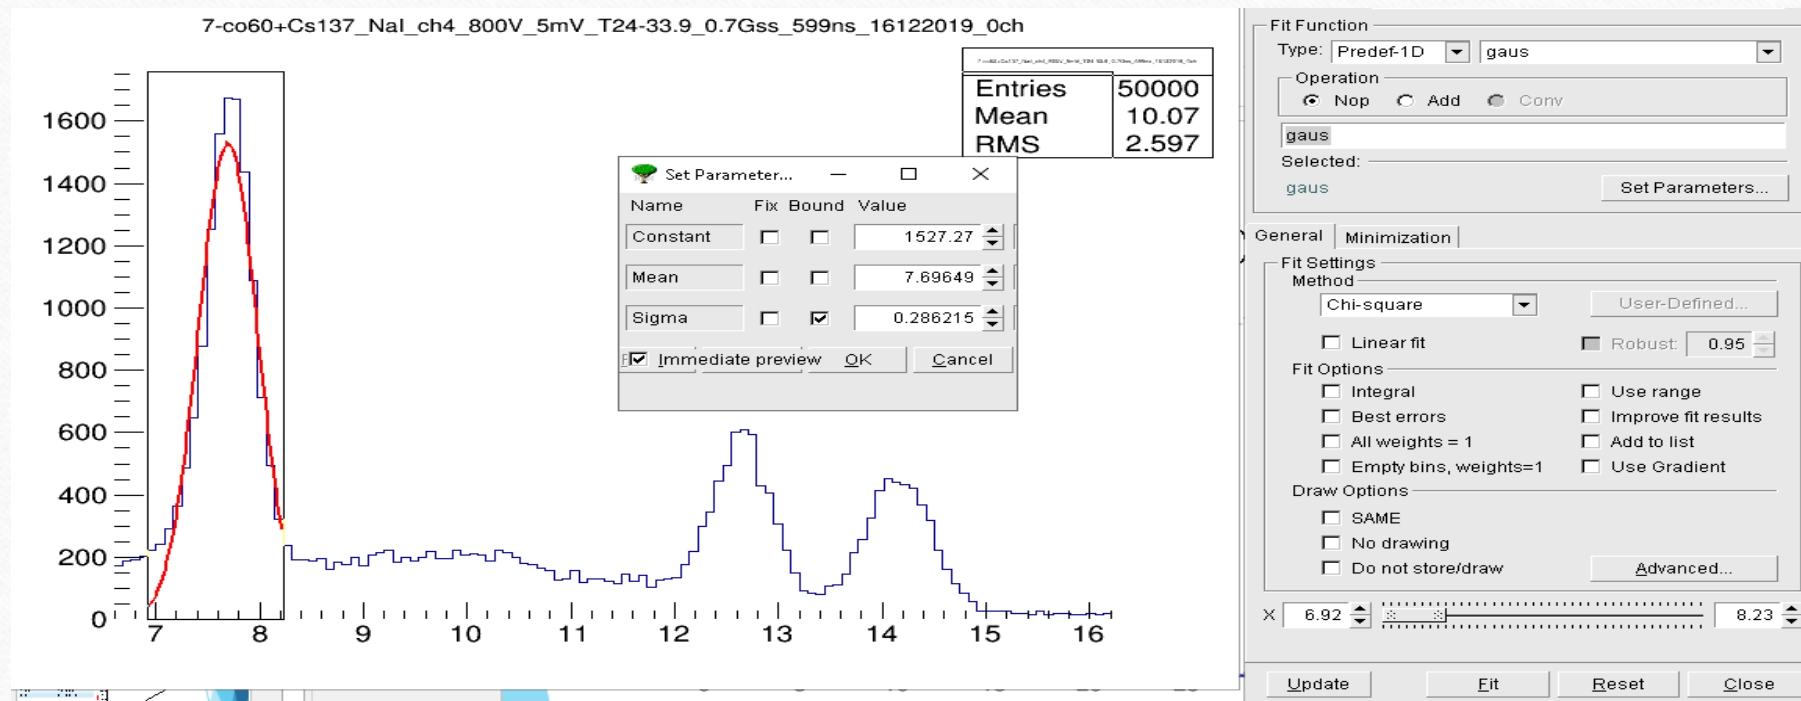 7-co60+Cs137_NaI_ch4_800V_5mV_T24-33.9_0.7Gss_599ns_16122019_0ch
Entries 50000
Mean 10.07
RMS 2.597
1600
1400
1200
1000
800
600
400
200
0
7 8 9 10 11 12 13 14 15 16
Set Parameter...
Name Fix Bound Value
Constant 1527.27
Mean 7.69649
Sigma 0.286215
Immediate preview OK Cancel
Fit Function
Type: Predef-1D gaus
Operation
Nop Add Conv
gaus
Selected:
gaus Set Parameters...
General Minimization
Fit Settings
Method
Chi-square User-Defined...
Linear fit Robust: 0.95
Fit Options
Integral Use range
Best errors Improve fit results
All weights = 1 Add to list
Empty bins, weights=1 Use Gradient
Draw Options
SAME
No drawing
Do not store/draw Advanced...
X 6.92 8.23
Update Fit Reset Close